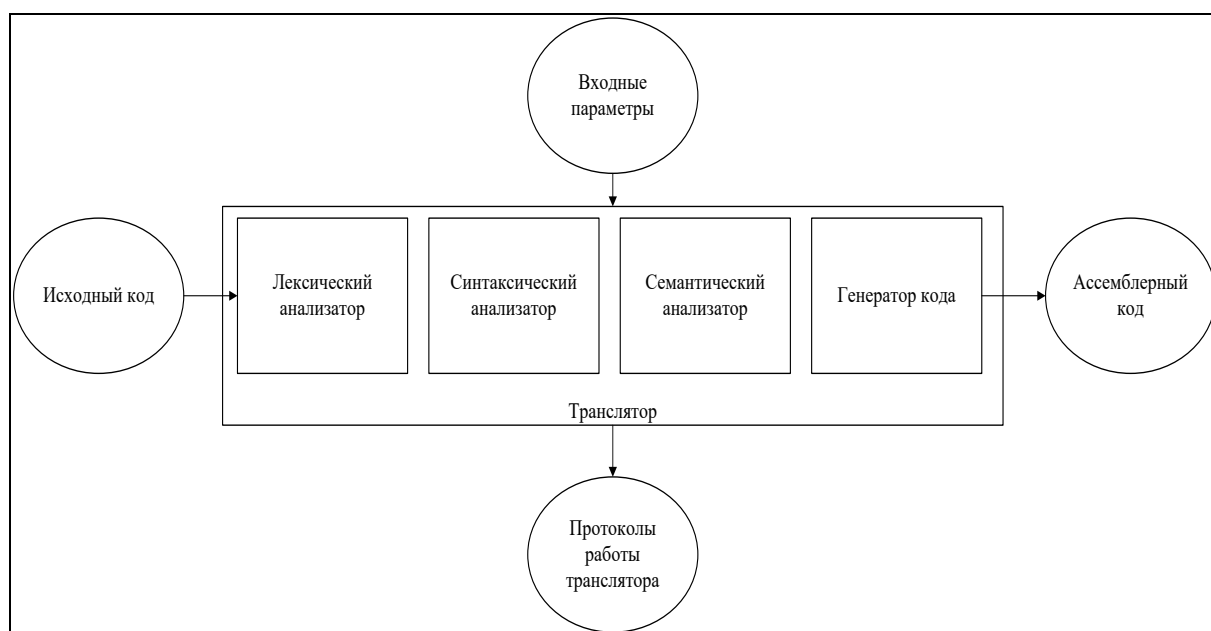 Входные
параметры
Исходный код
Лексический
анализатор
Синтаксический
анализатор
Семантический
анализатор
Генератор кода
Ассемблерный
код
Транслятор
Протоколы
работы
транслятора